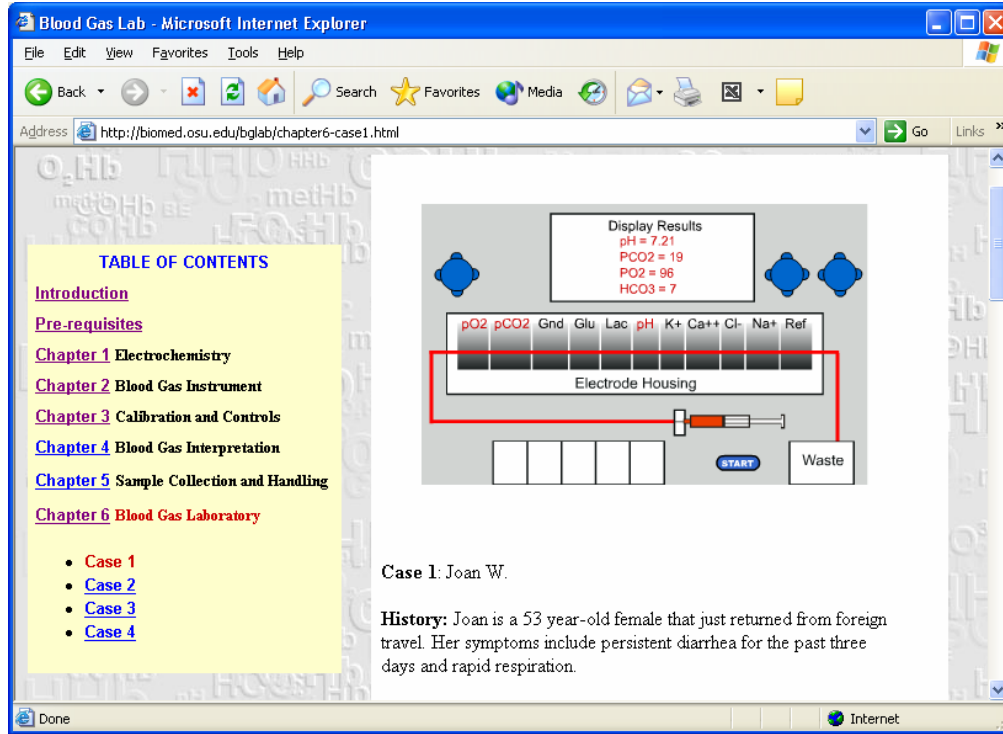 Blood Gas Lab - Microsoft Internet Explorer
File Edit View Favorites Tools Help
Back Search Favorites Media
Address http://biomed.osu.edu/bglab/chapter6-case1.html Go Links »
O2Hb
HHb
metHb
COHb
TABLE OF CONTENTS
Introduction
Pre-requisites
Chapter 1 Electrochemistry
Chapter 2 Blood Gas Instrument
Chapter 3 Calibration and Controls
Chapter 4 Blood Gas Interpretation
Chapter 5 Sample Collection and Handling
Chapter 6 Blood Gas Laboratory
• Case 1
• Case 2
• Case 3
• Case 4
Display Results
pH = 7.21
PCO2 = 19
PO2 = 96
HCO3 = 7
pO2 pCO2 Gnd Glu Lac pH K+ Ca++ Cl- Na+ Ref
Electrode Housing
START
Waste
Case 1: Joan W.
History: Joan is a 53 year-old female that just returned from foreign
travel. Her symptoms include persistent diarrhea for the past three
days and rapid respiration.
Done Internet